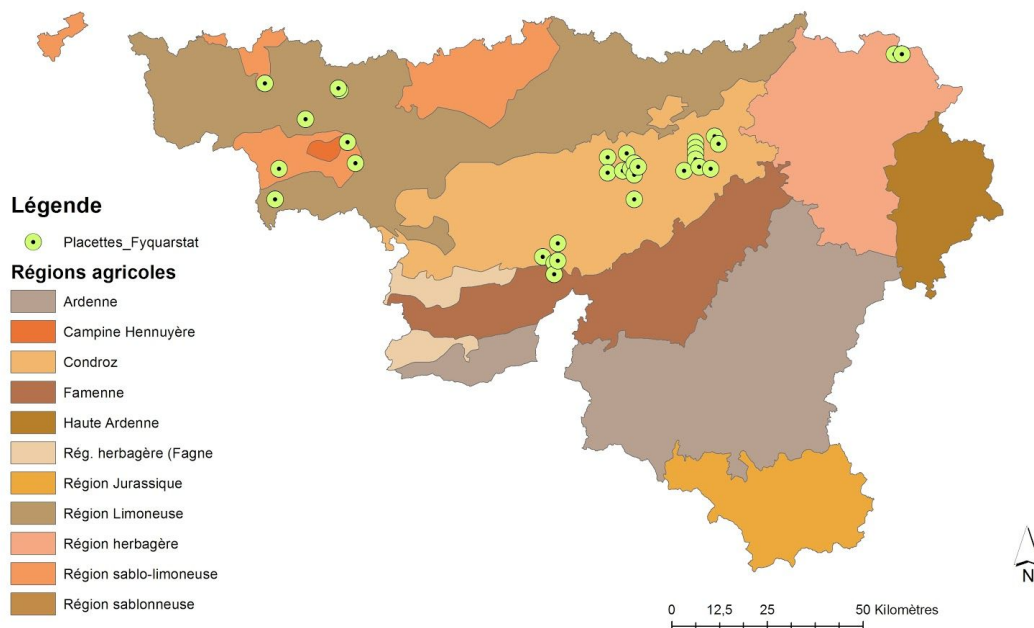 Légende
Placettes_Fyquarstat
Régions agricoles
Ardenne
Campine Hennuyère
Condroz
Famenne
Haute Ardenne
Rég. herbagère (Fagne
Région Jurassique
Région Limoneuse
Région herbagère
Région sablo-limoneuse
Région sablonneuse
N
0 12,5 25 50 Kilomètres